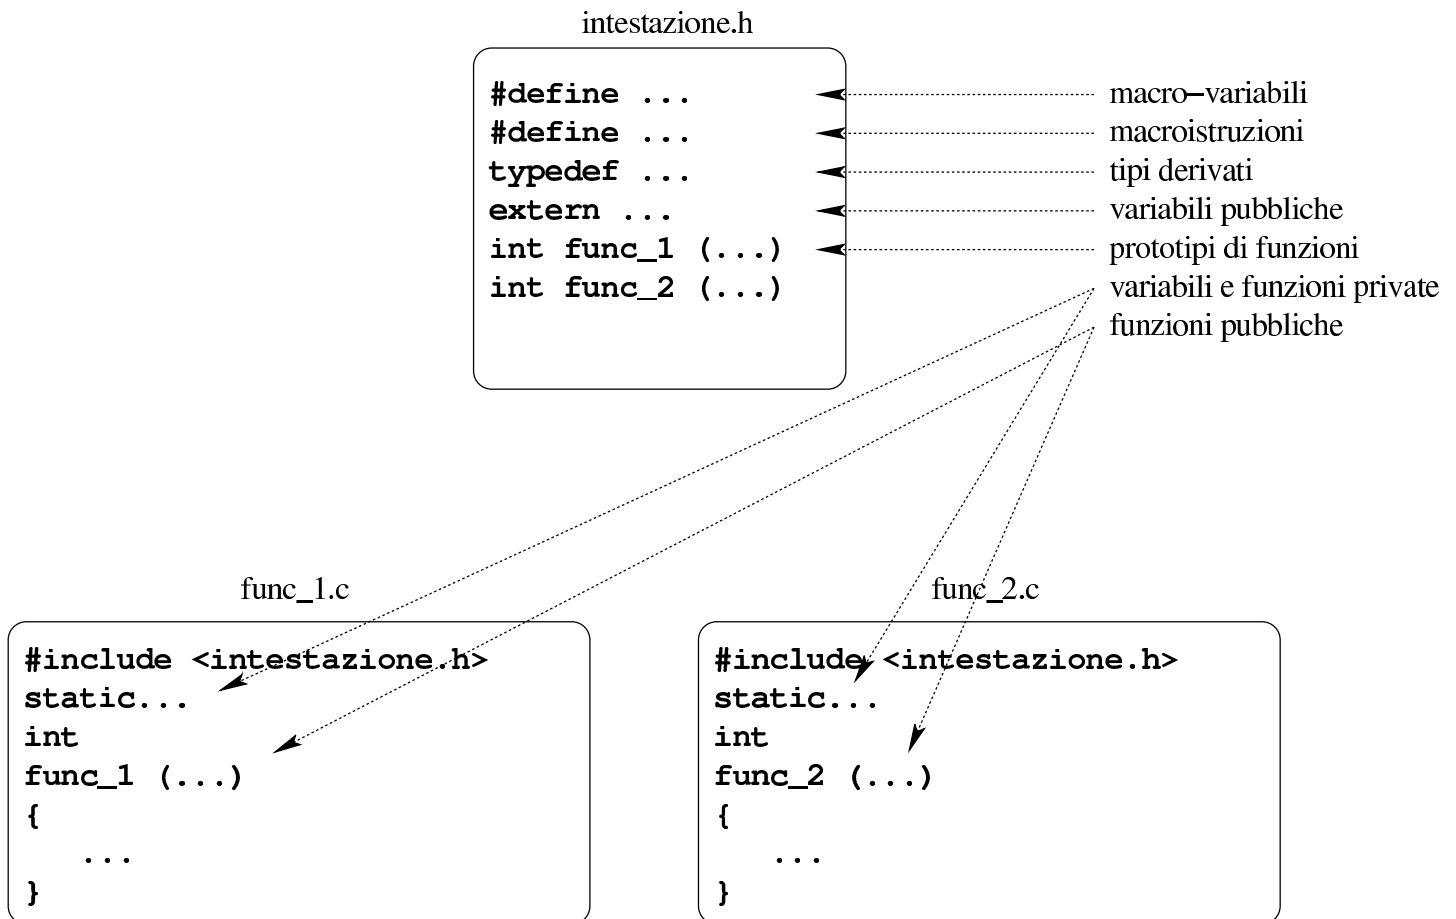 intestazione.h
#define ...
#define ...
typedef ...
extern ...
int func_1 (...)
int func_2 (...)
macro–variabili
macroistruzioni
tipi derivati
variabili pubbliche
prototipi di funzioni
variabili e funzioni private
funzioni pubbliche
func_1.c
#include <intestazione.h>
static...
int
func_1 (...)
{
...
}
func_2.c
#include <intestazione.h>
static...
int
func_2 (...)
{
...
}